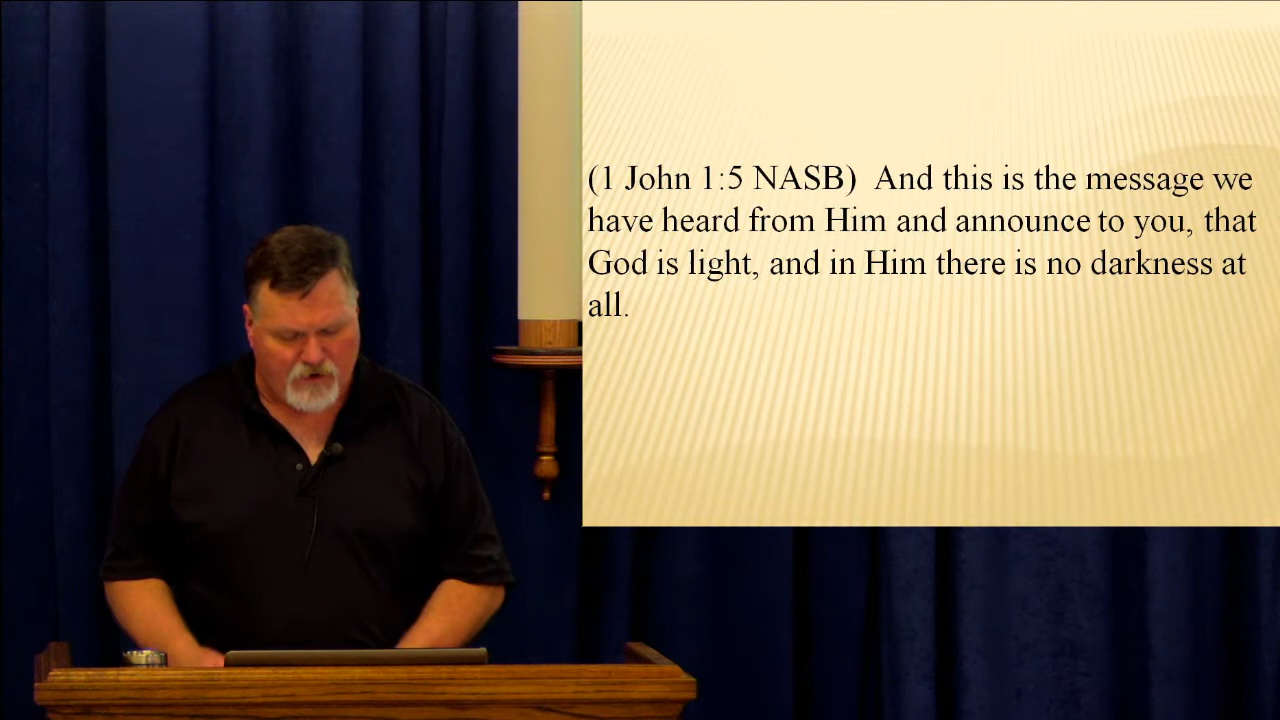 (1 John 1:5 NASB)  And this is the message we
have heard from Him and announce to you, that
God is light, and in Him there is no darkness at
all.